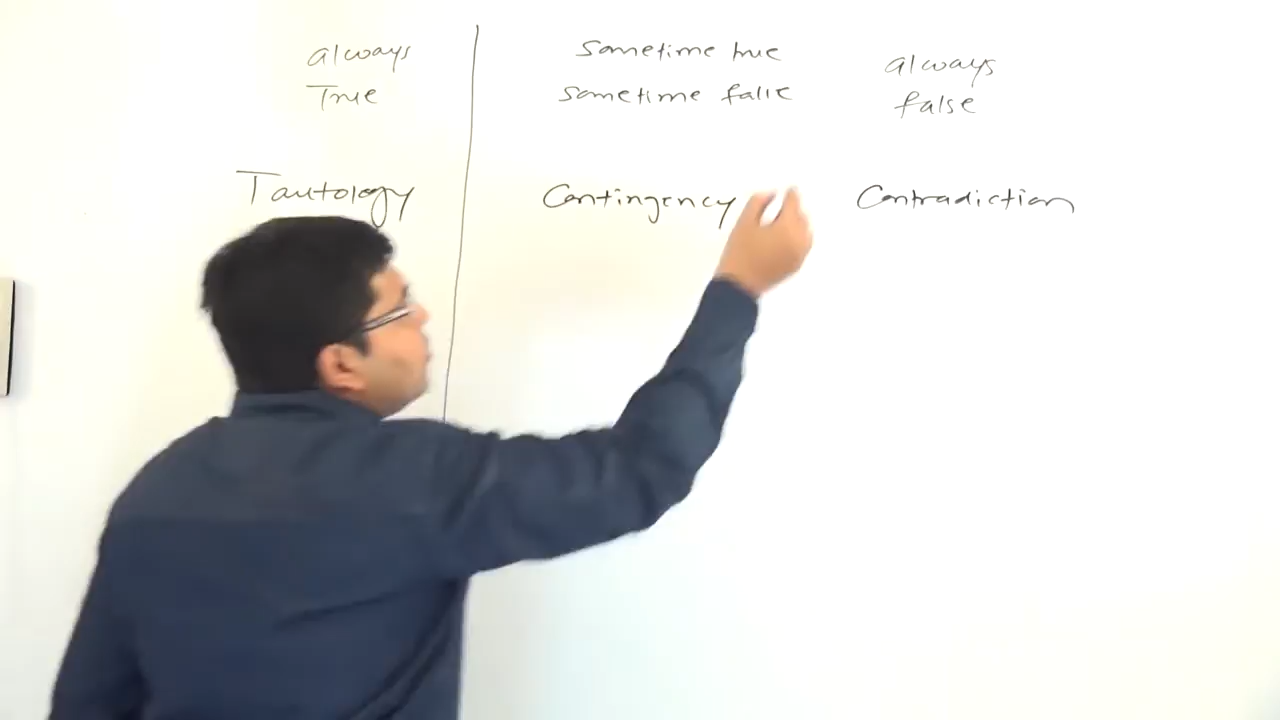 always
True
Sometime true
sometime false
always
false
Tautology
Contingency
Contradiction